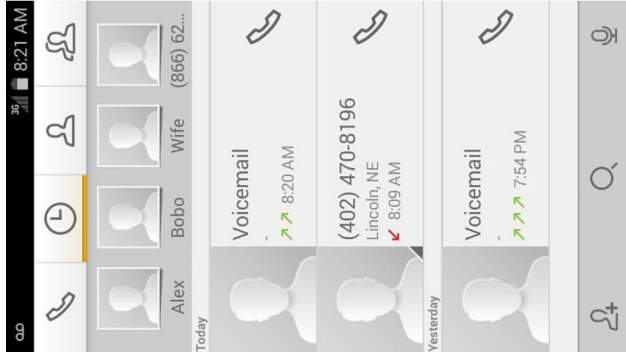 3G 8:21 AM
Alex Bobo Wife (866) 62...
Today
Voicemail
-
8:20 AM
(402) 470-8196
Lincoln, NE
8:09 AM
Yesterday
Voicemail
-
7:54 PM